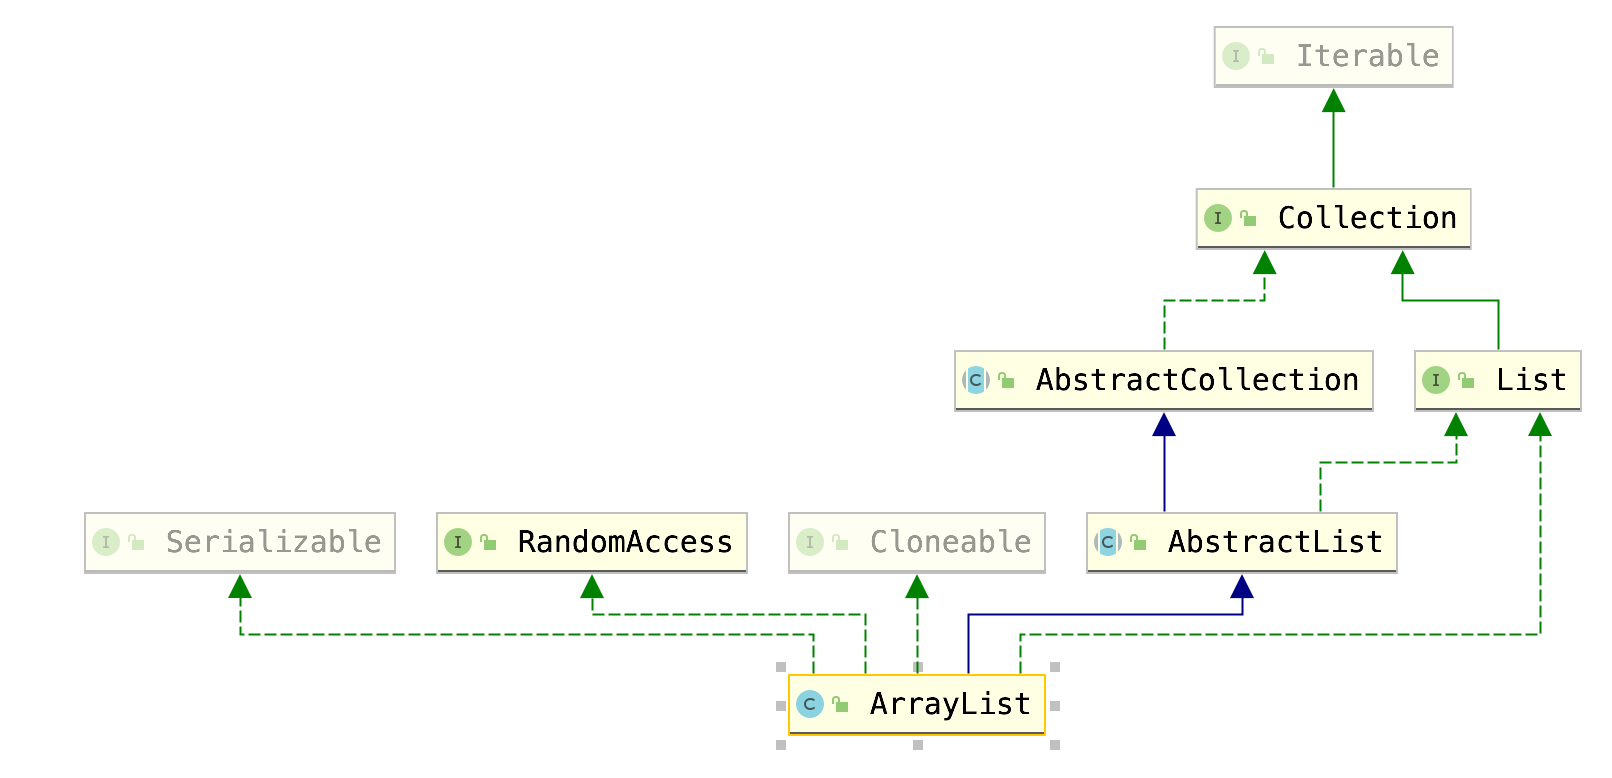 I Iterable
I Collection
C AbstractCollection
I List
I Serializable
I RandomAccess
I Cloneable
C AbstractList
C ArrayList